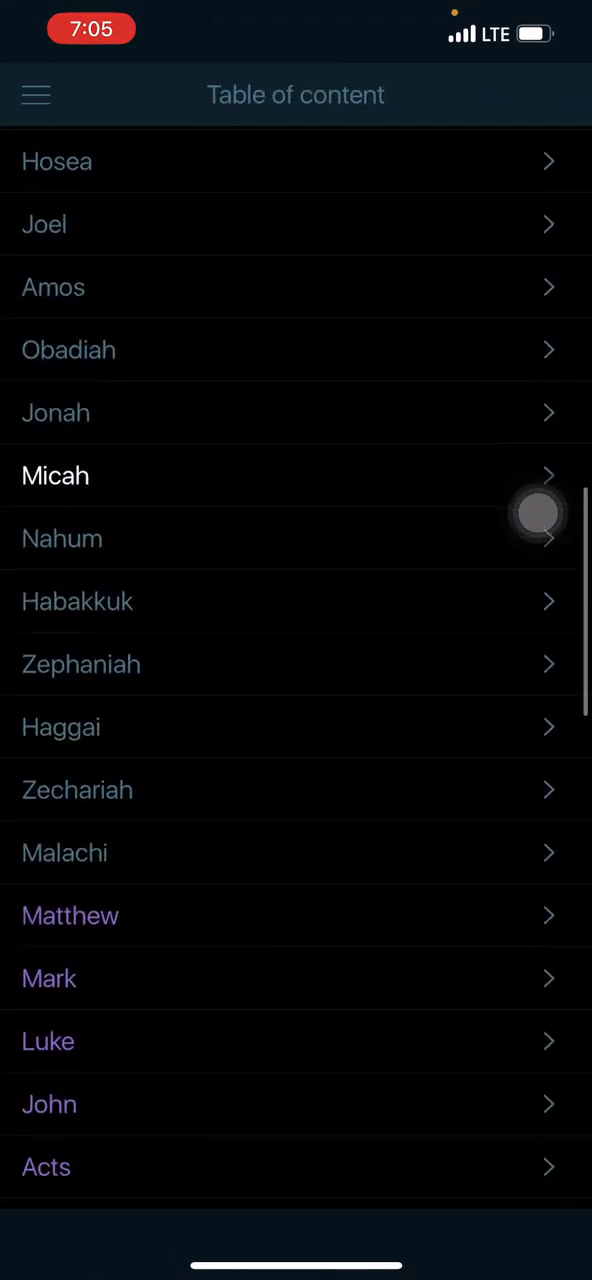 7:05
LTE
Table of content
Hosea
Joel
Amos
Obadiah
Jonah
Micah
Nahum
Habakkuk
Zephaniah
Haggai
Zechariah
Malachi
Matthew
Mark
Luke
John
Acts